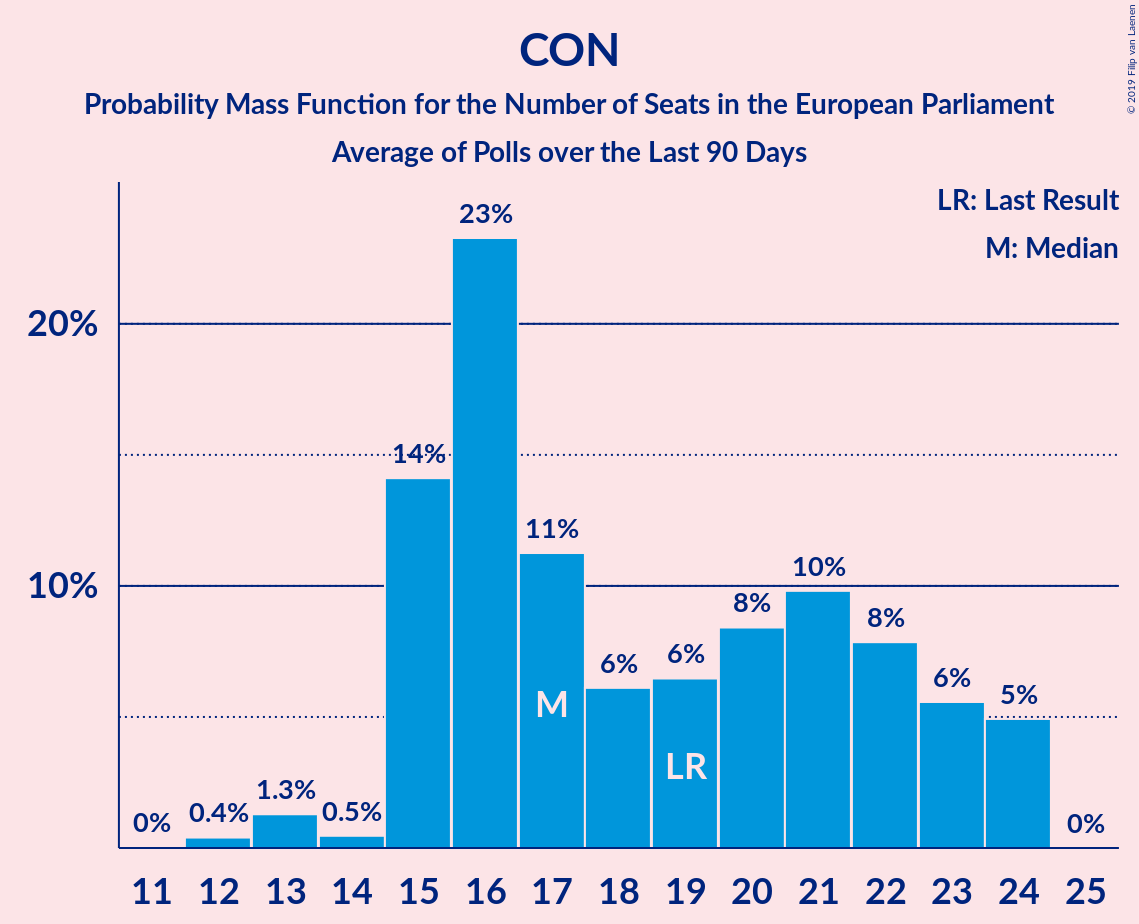 CON
Probability Mass Function for the Number of Seats in the European Parliament
Average of Polls over the Last 90 Days
© 2019 Filip van Laenen
LR: Last Result
M: Median
20%
10%
0%
0.4%
1.3%
0.5%
14%
23%
11%
6%
6%
8%
10%
8%
6%
5%
0%
M
LR
11 12 13 14 15 16 17 18 19 20 21 22 23 24 25